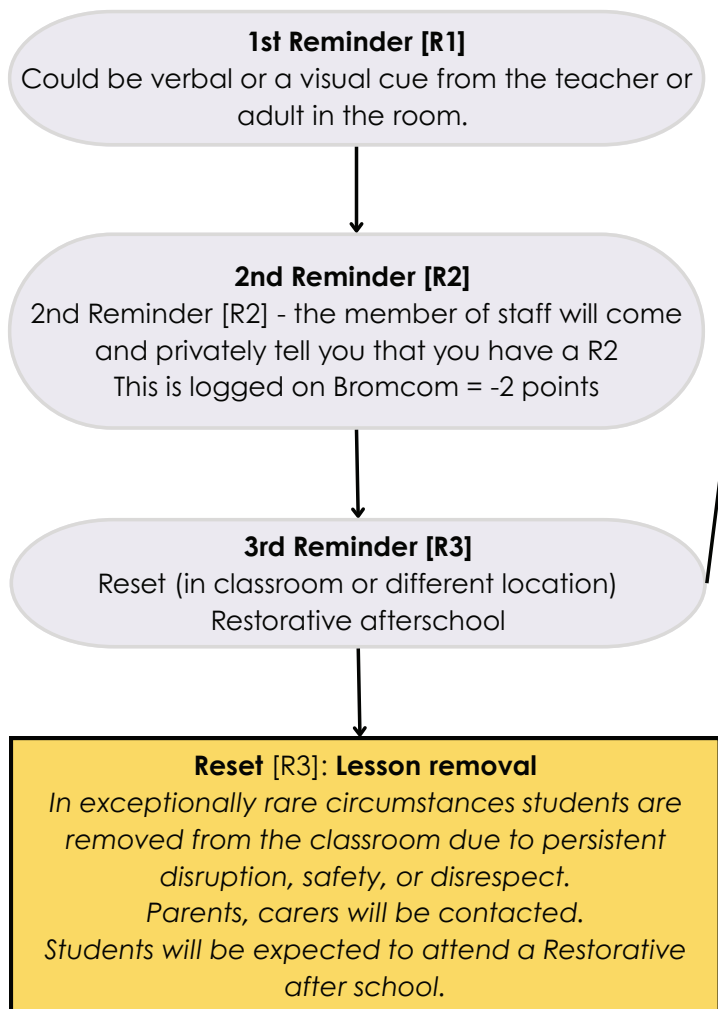 1st Reminder [R1]
Could be verbal or a visual cue from the teacher or
adult in the room.
2nd Reminder [R2]
2nd Reminder [R2] - the member of staff will come
and privately tell you that you have a R2
This is logged on Bromcom = -2 points
3rd Reminder [R3]
Reset (in classroom or different location)
Restorative afterschool
Reset [R3]: Lesson removal
In exceptionally rare circumstances students are
removed from the classroom due to persistent
disruption, safety, or disrespect.
Parents, carers will be contacted.
Students will be expected to attend a Restorative
after school.